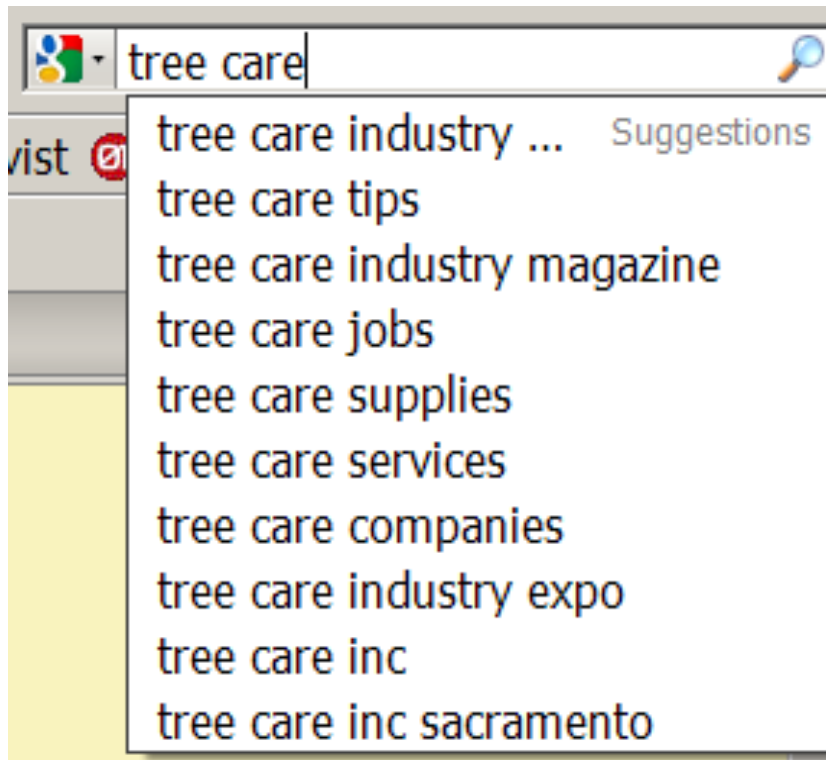 tree care
tree care industry ... Suggestions
vist
tree care tips
tree care industry magazine
tree care jobs
tree care supplies
tree care services
tree care companies
tree care industry expo
tree care inc
tree care inc sacramento